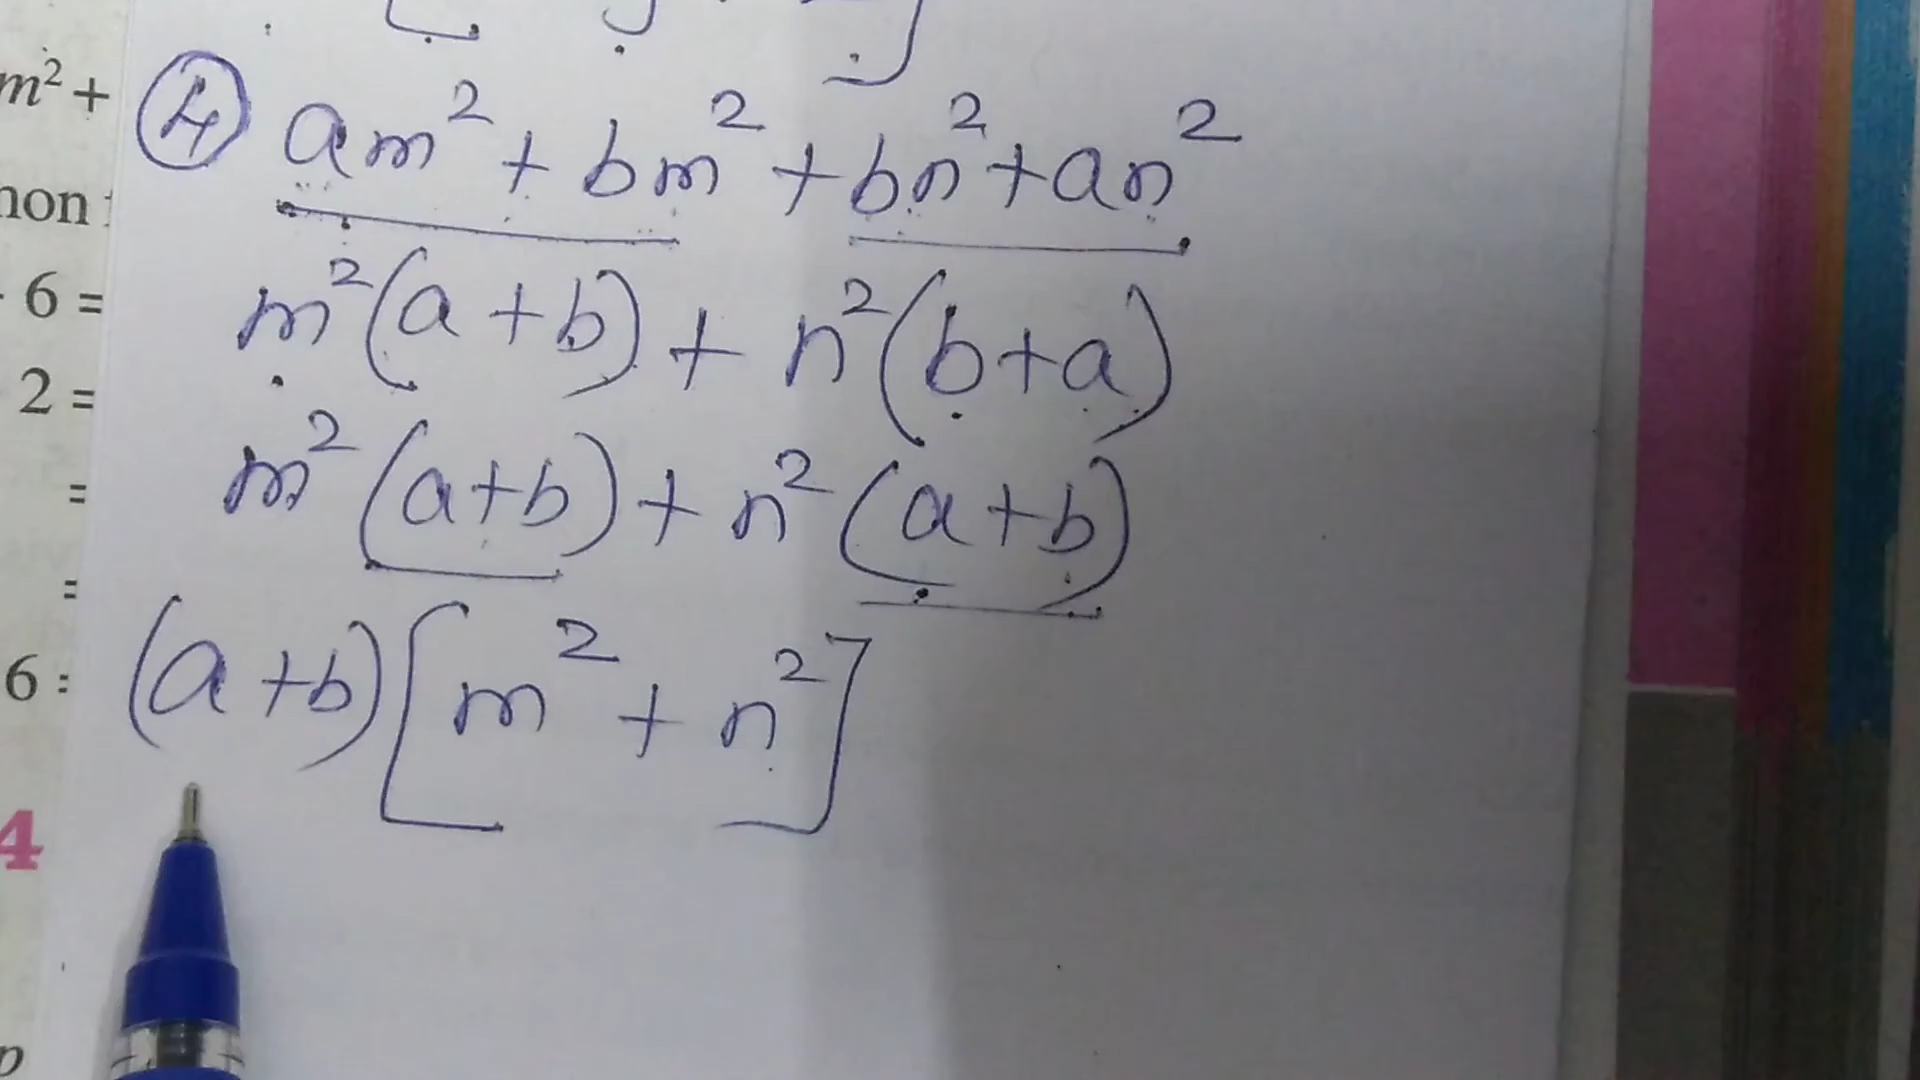 m² +
④ am² + bm² + bn² + an²
non
6 =
m²(a + b) + n²(b+a)
2 =
m²(a+b) + n²(a+b)
=
=
6 =
(a+b)[m² + n²]
4